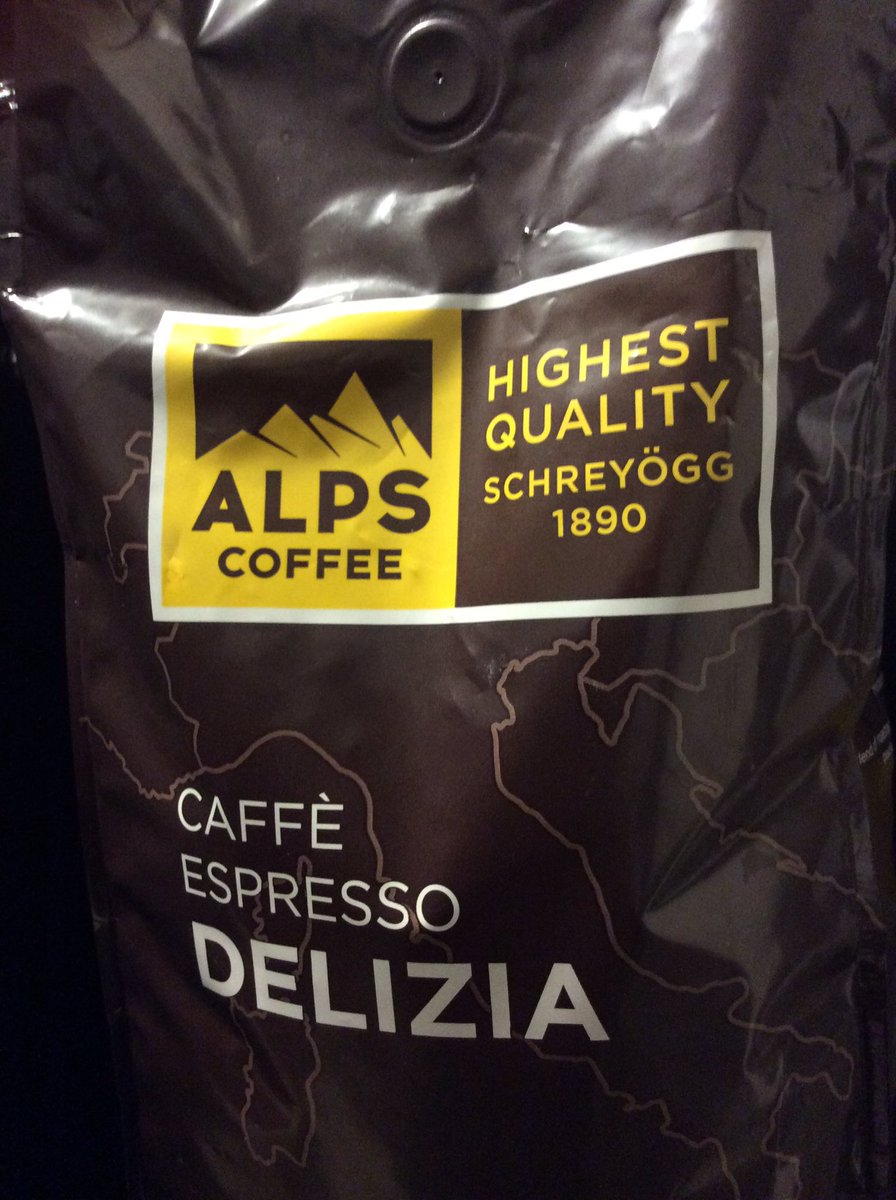 ALPS
COFFEE
HIGHEST
QUALITY
SCHREYÖGG
1890
CAFFÈ
ESPRESSO
DELIZIA